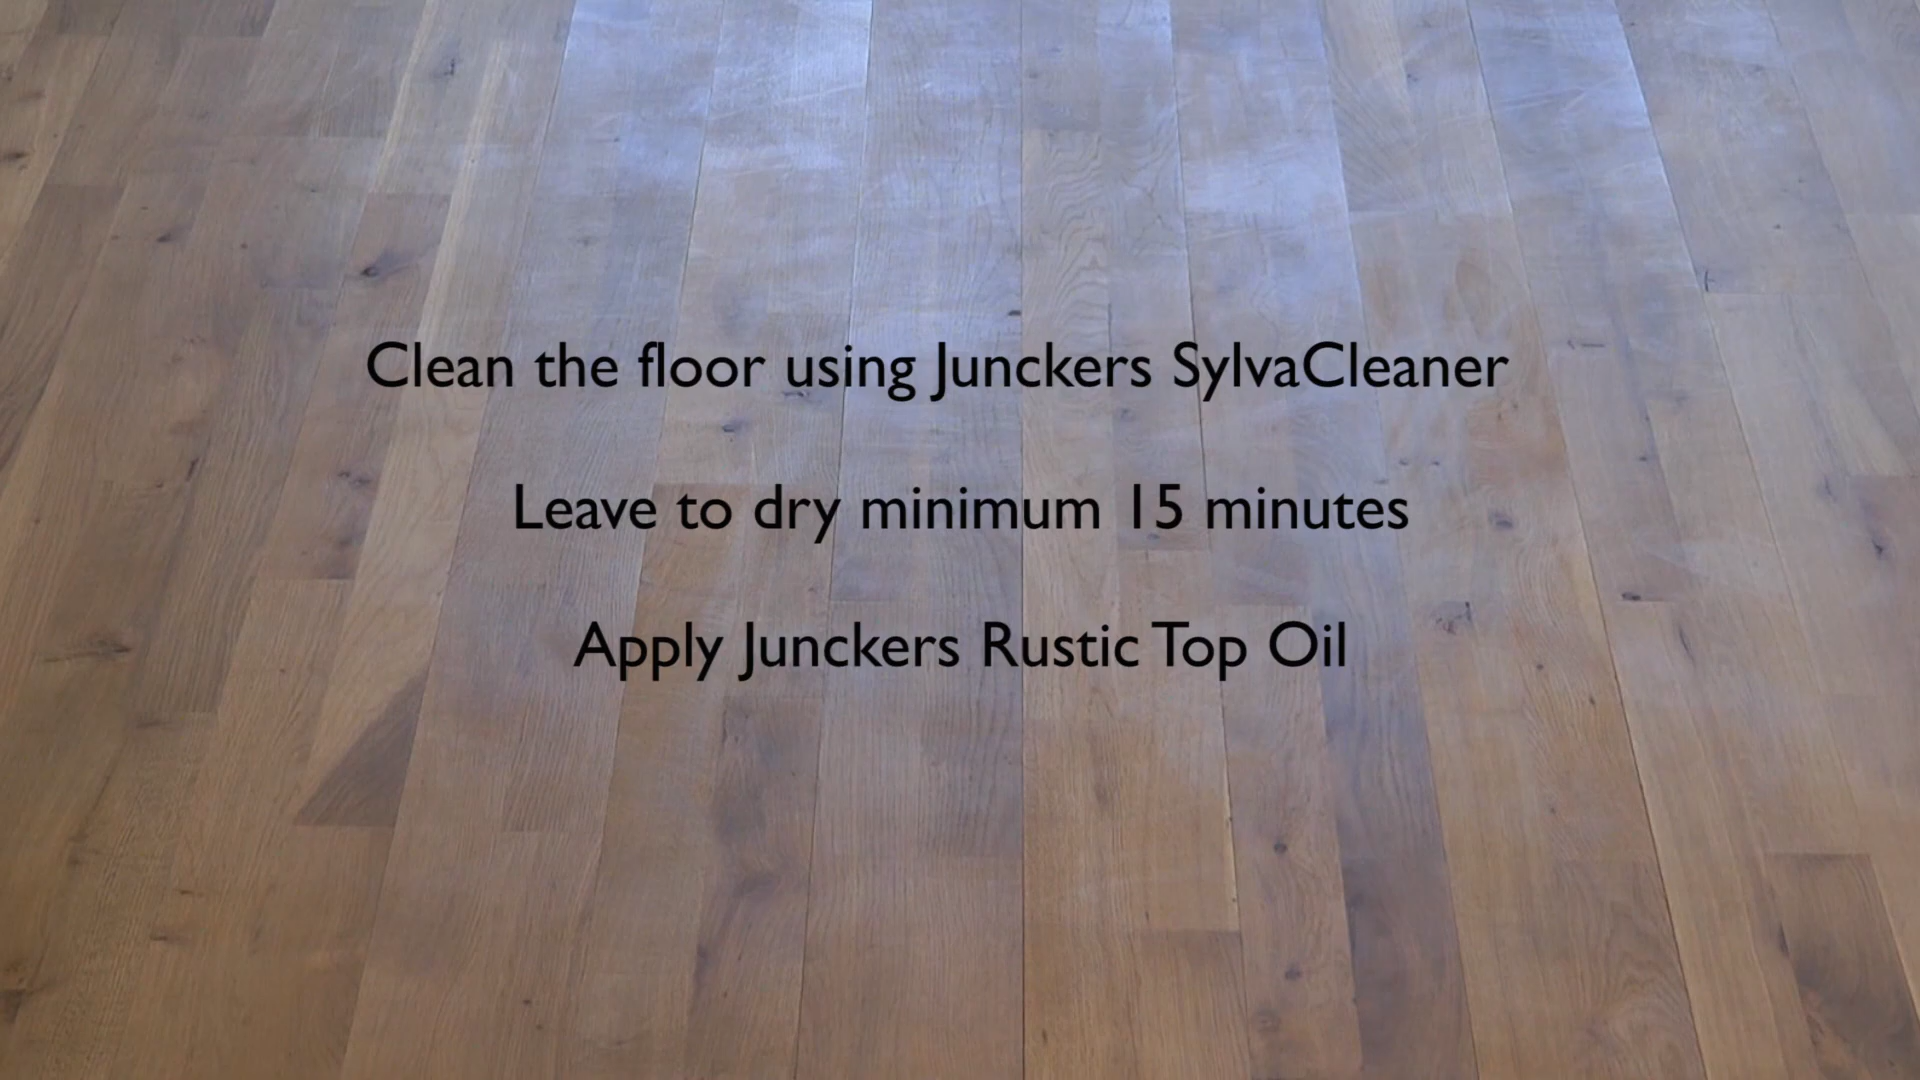 Clean the floor using Junckers SylvaCleaner
Leave to dry minimum 15 minutes
Apply Junckers Rustic Top Oil